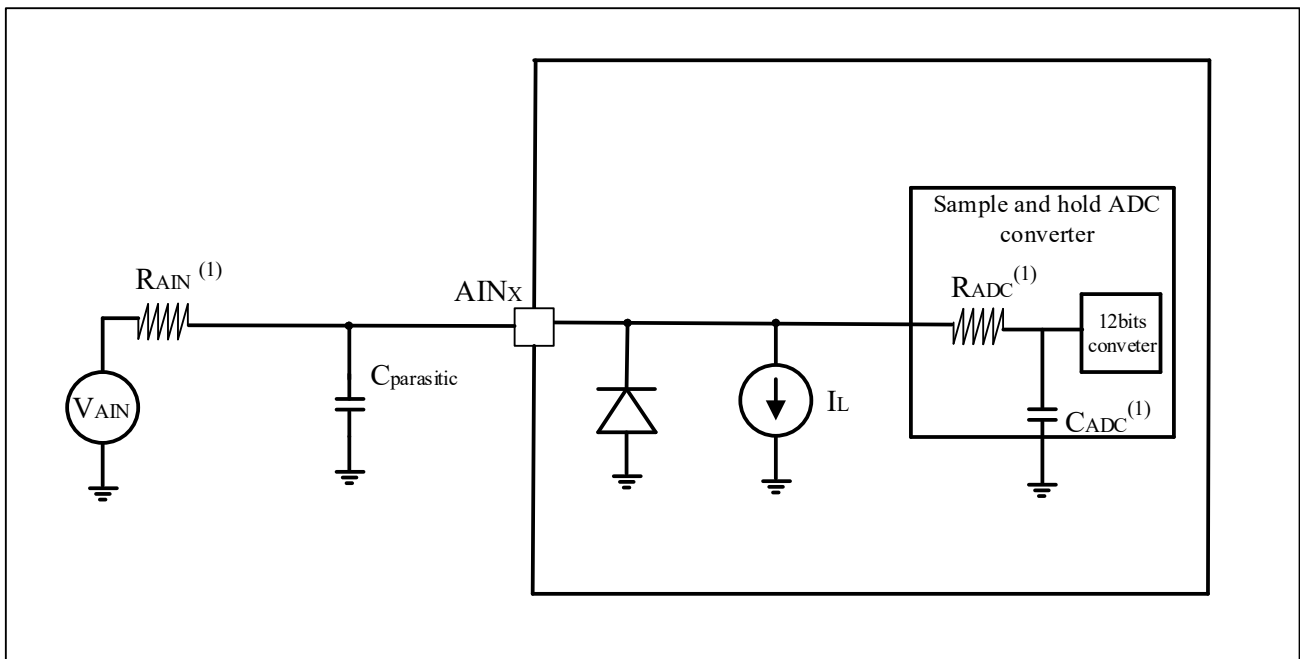 Sample and hold ADC
converter
RAIN (1)
AINX
RADC(1)
12bits
conveter
Cparasitic
VAIN
IL
CADC(1)